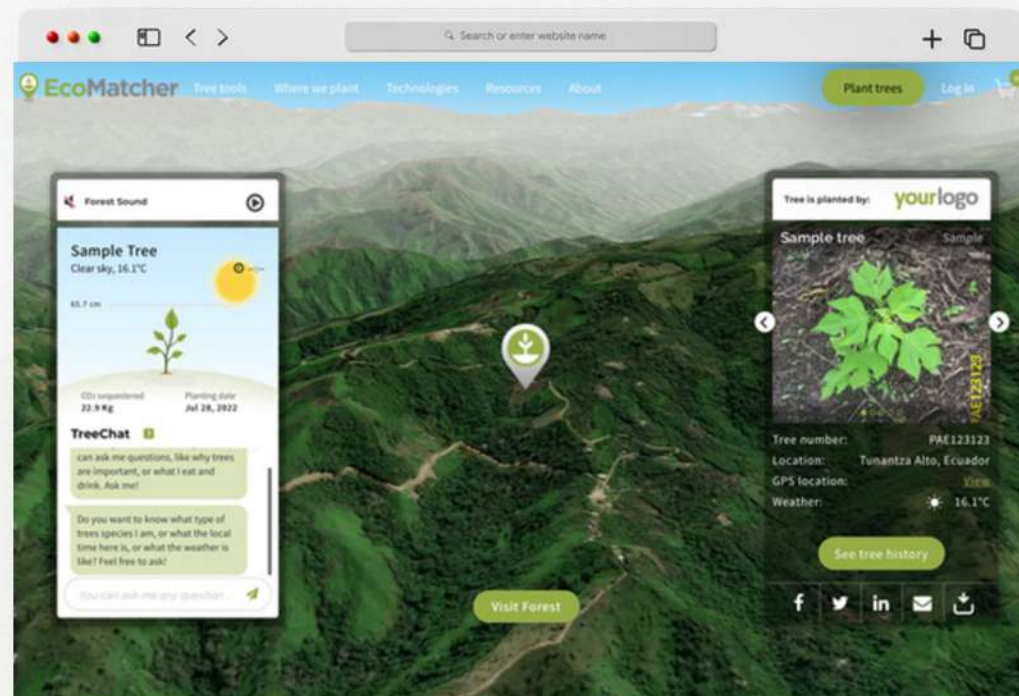 Search or enter website name
EcoMatcher
Tree tools
Where we plant
Technologies
Resources
About
Plant trees
Log in
Forest Sound
Sample Tree
Clear sky, 16.1°C
65.7 cm
CO₂ sequestered
Planting date
22.9 Kg
Jul 28, 2022
TreeChat
can ask me questions, like why trees
are important, or what I eat and
drink. Ask me!
Do you want to know what type of
trees species I am, or what the local
time here is, or what the weather is
like? Feel free to ask!
You can ask me any question...
Visit Forest
Tree is planted by:
yourlogo
Sample tree
Sample
PAE123123
Tree number:
PAE123123
Location:
Tunantza Alto, Ecuador
GPS location:
View
Weather:
16.1°C
See tree history